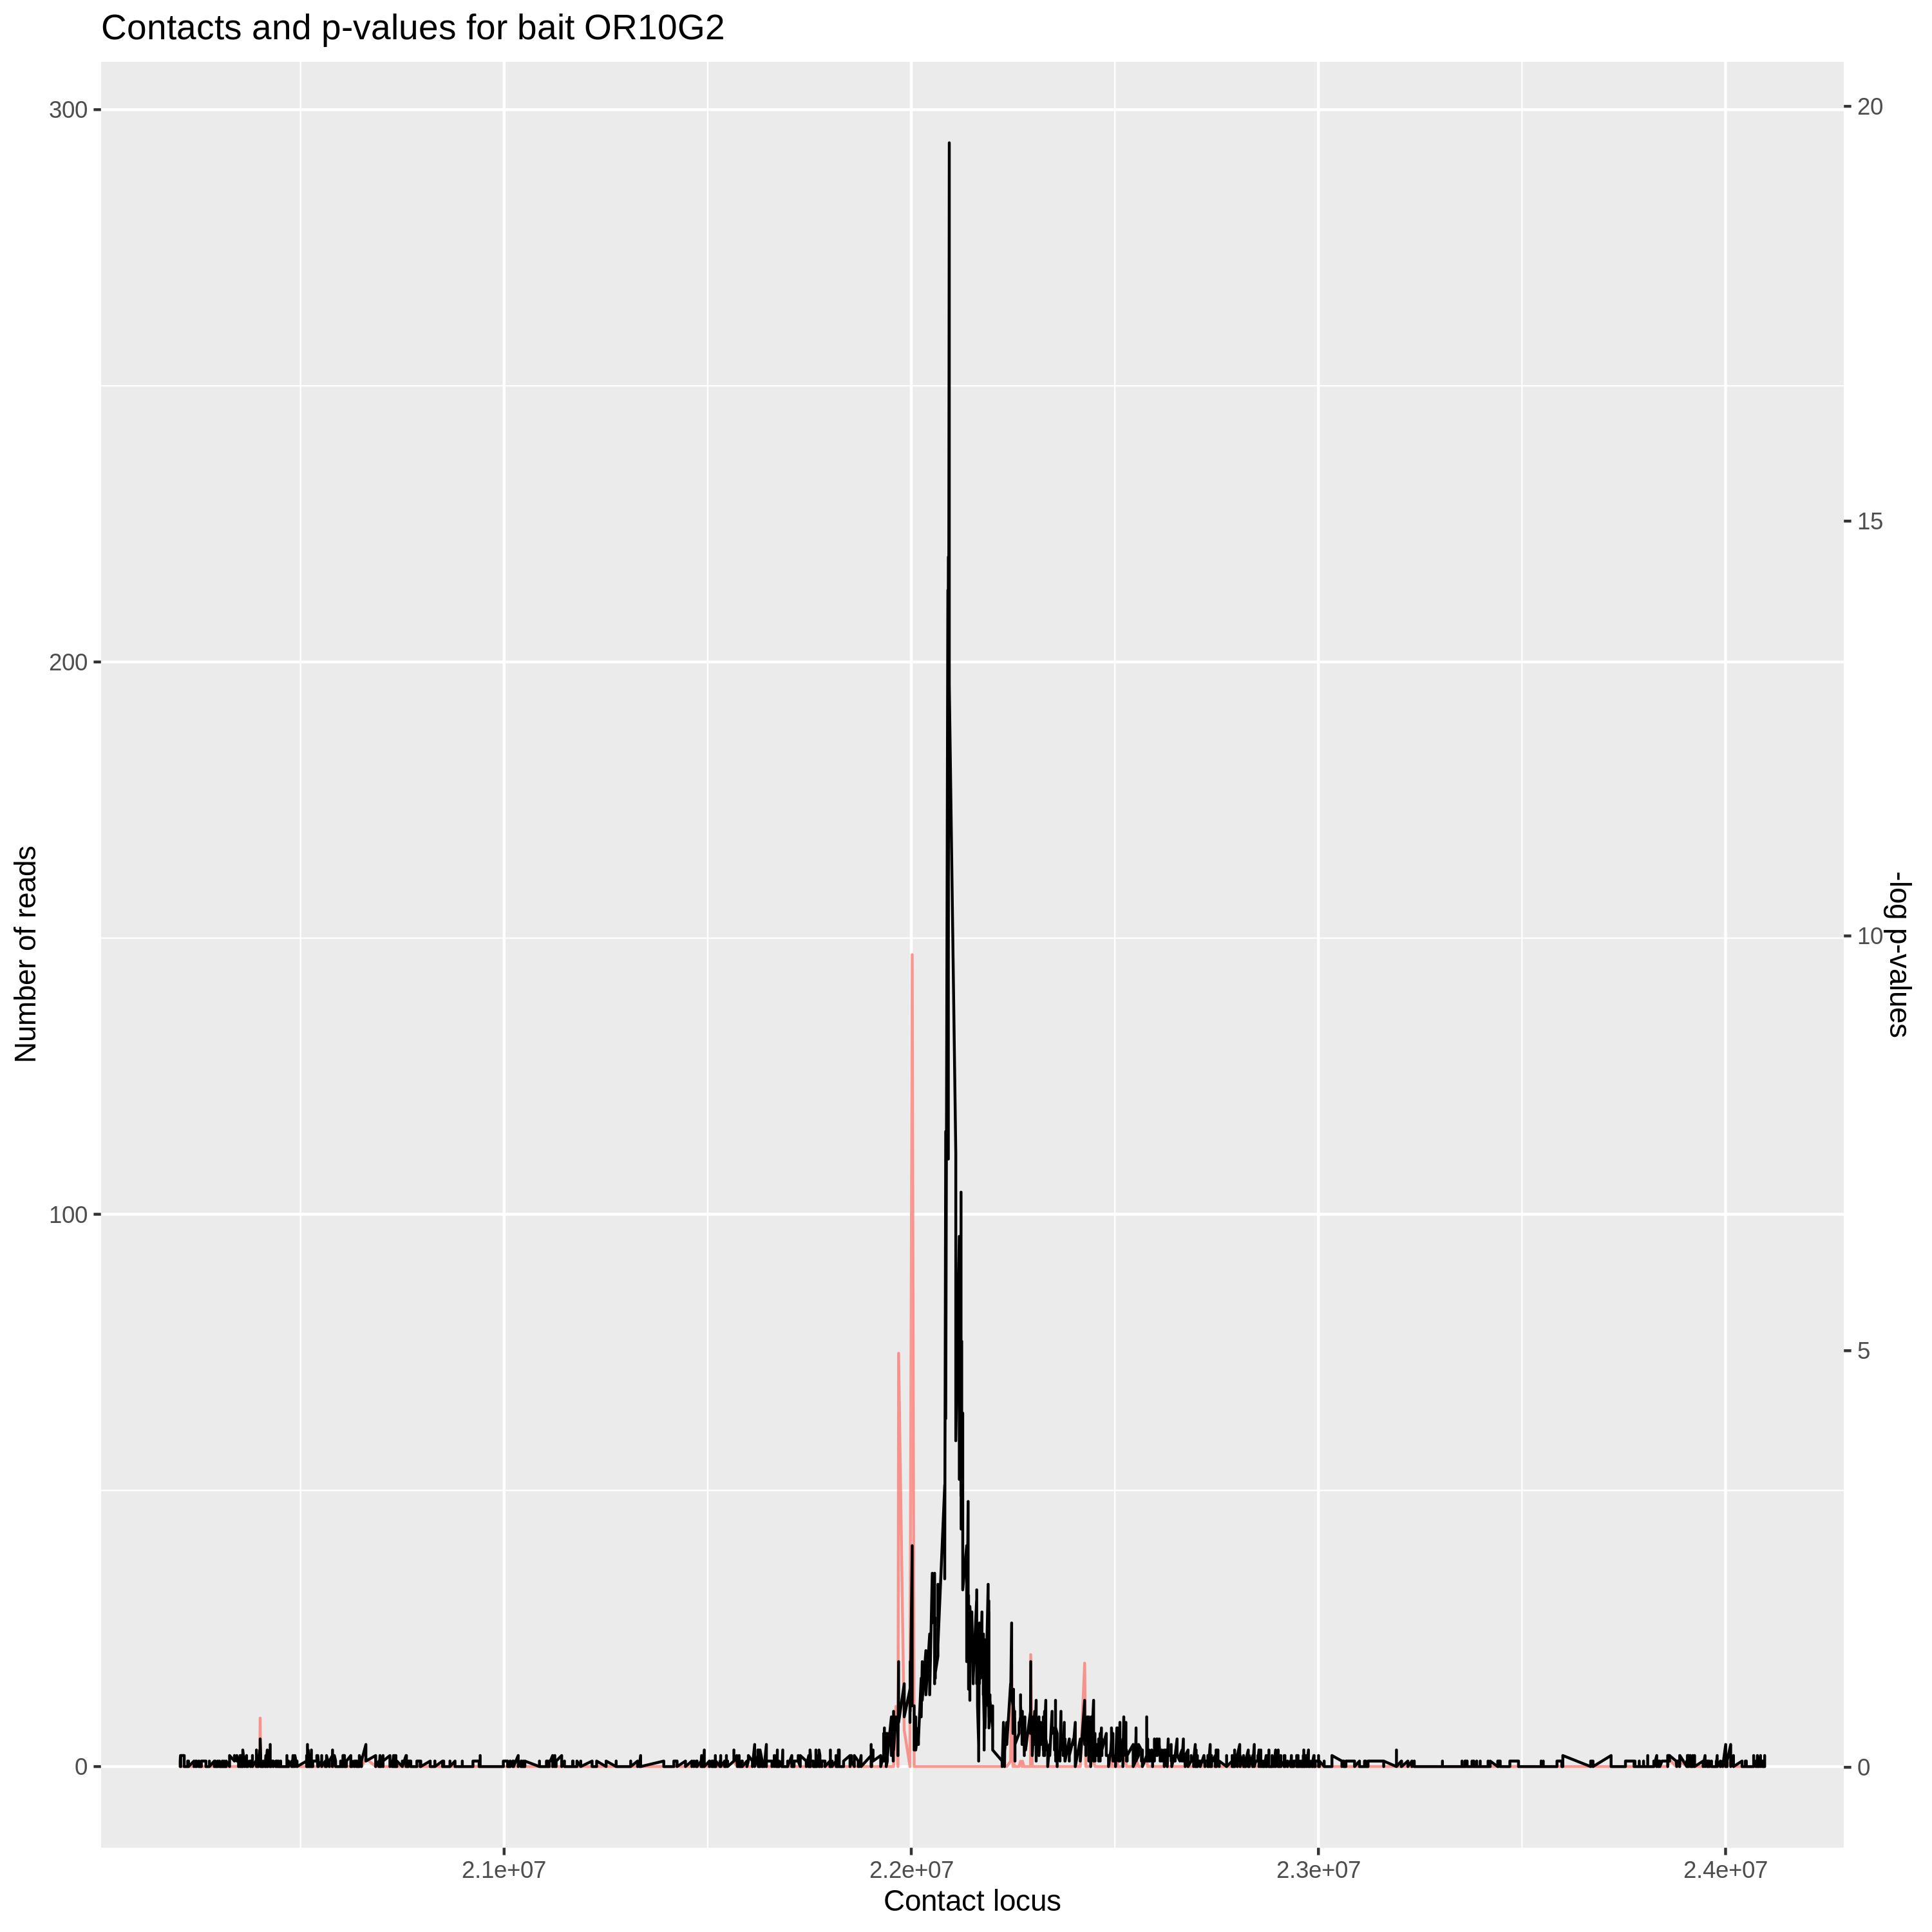 Contacts and p-values for bait OR10G2
300
200
100
0
Number of reads
20
15
10
5
0
-log p-values
2.1e+07 2.2e+07 2.3e+07 2.4e+07
Contact locus